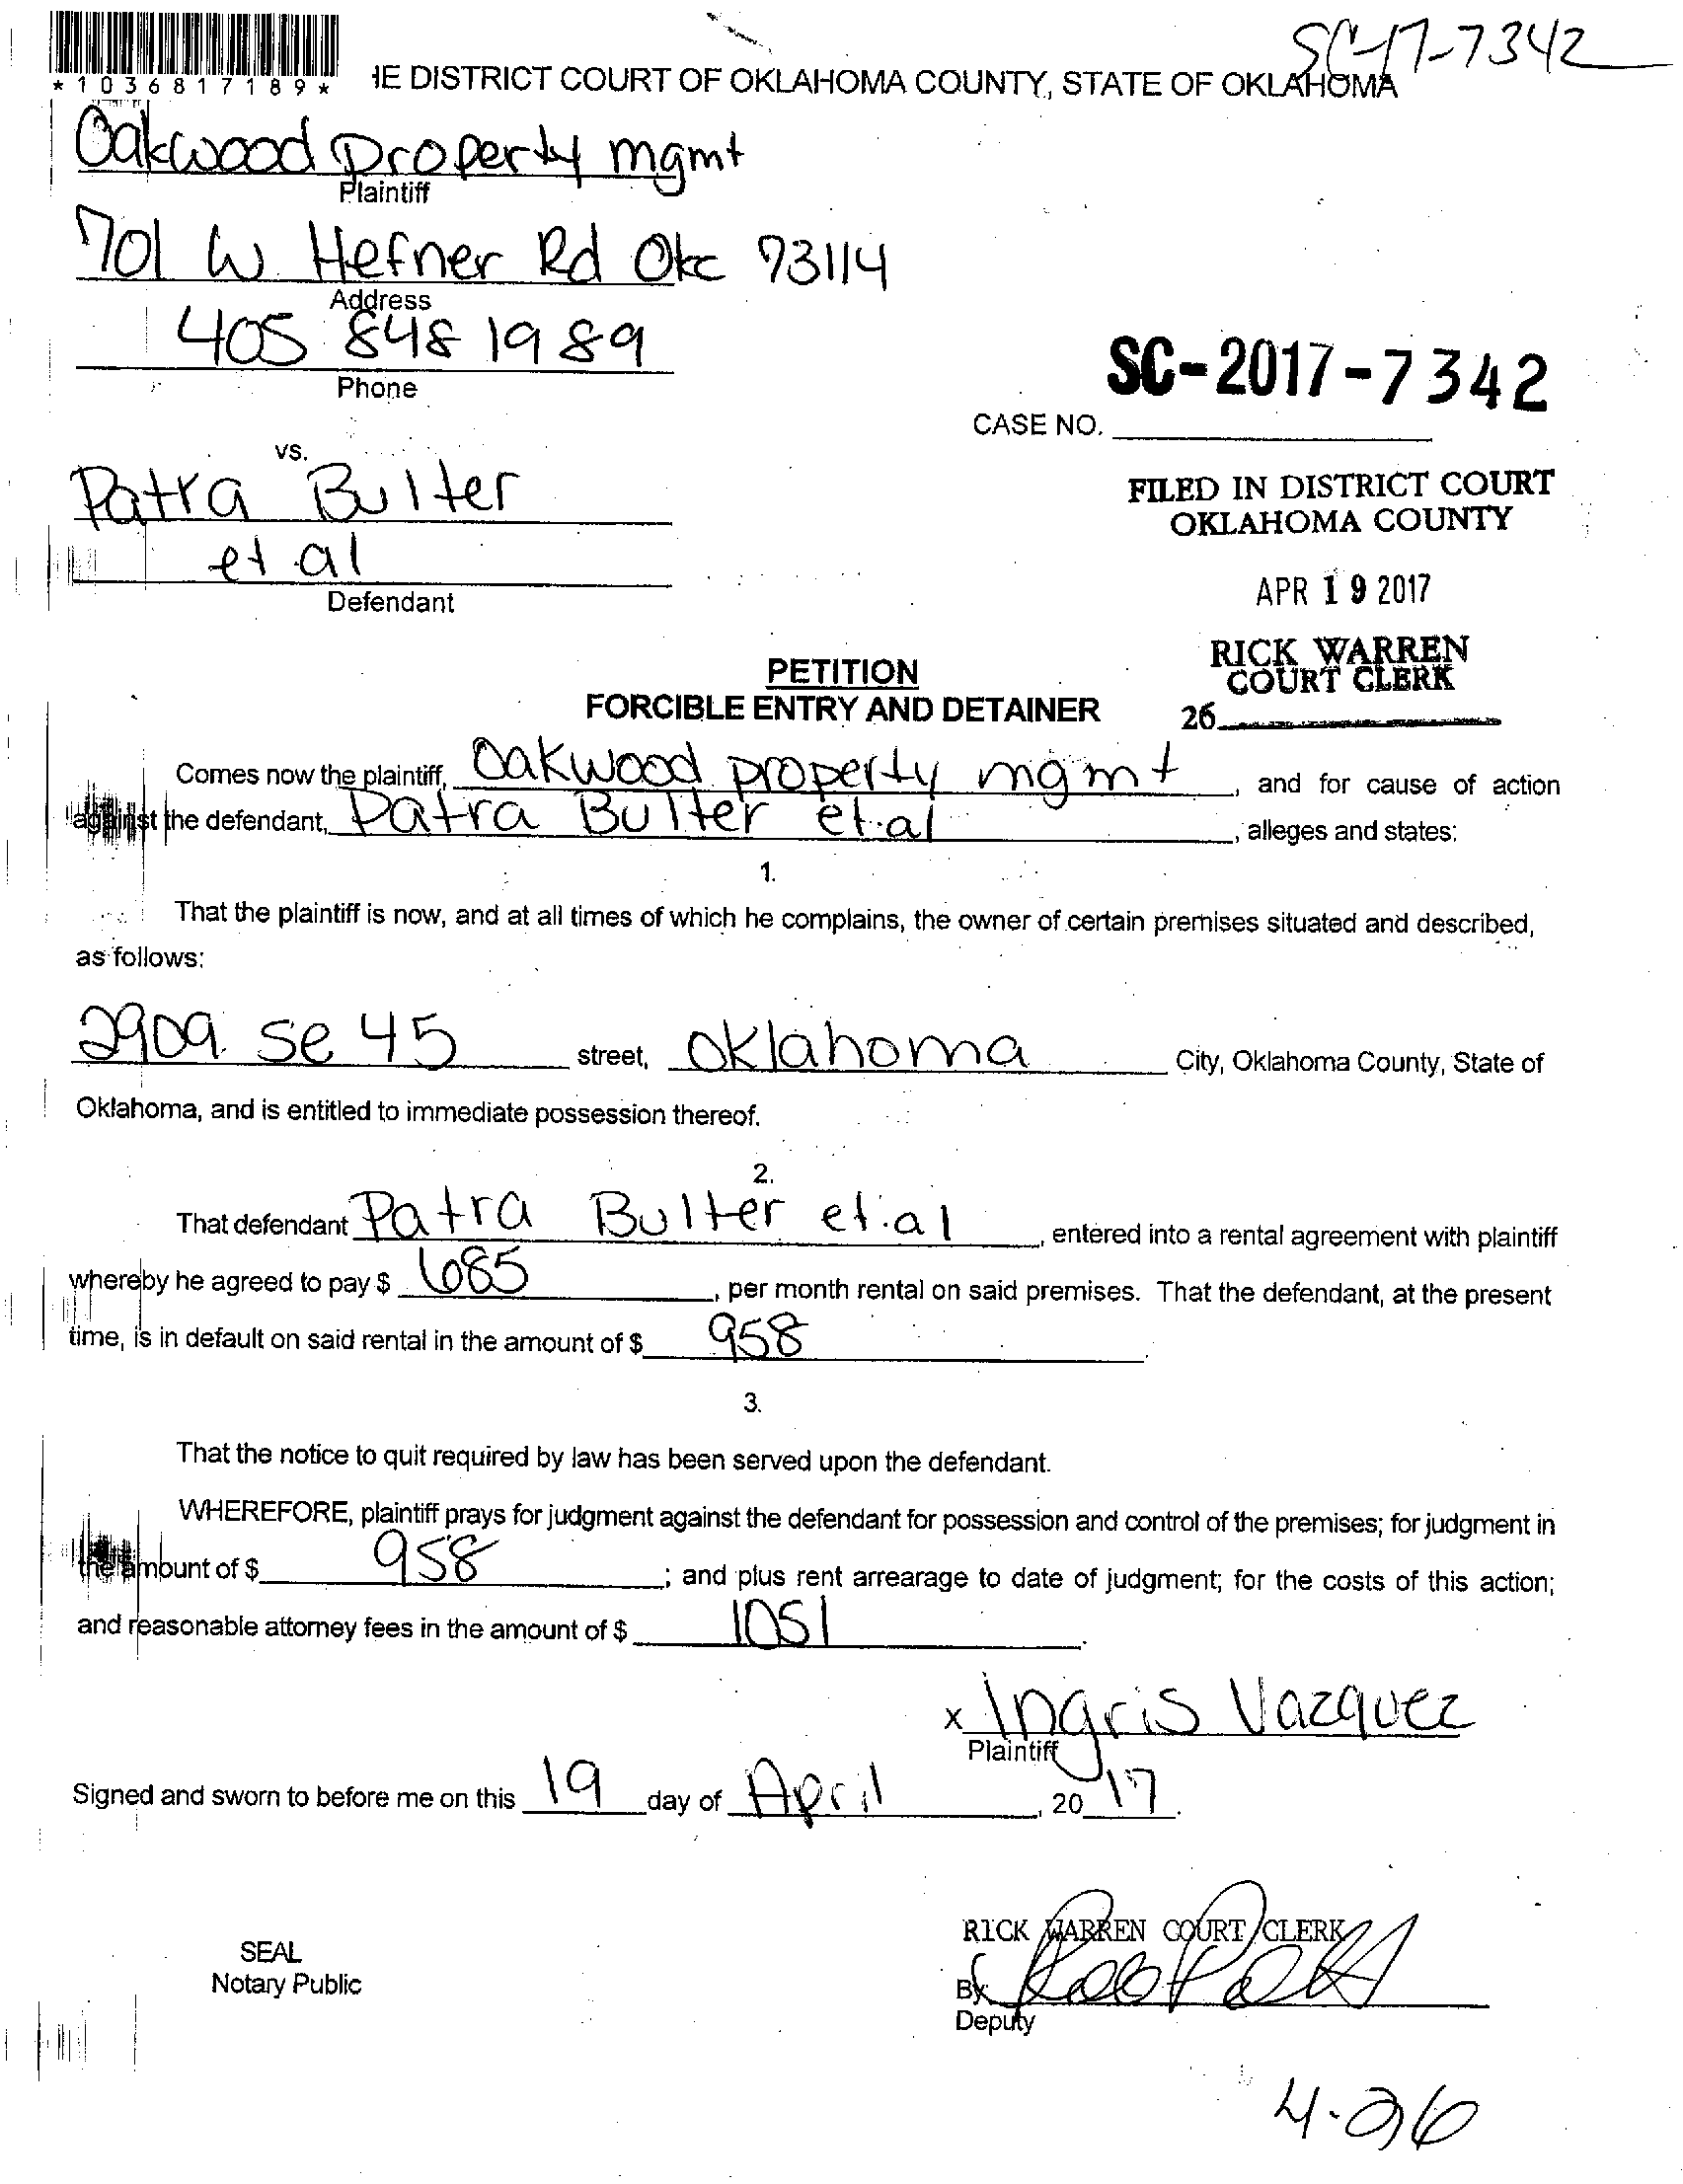 SC-17-7342
*1036817189*
HE DISTRICT COURT OF OKLAHOMA COUNTY, STATE OF OKLAHOMA
Oakwood property mgmt
Plaintiff
701 W Hefner Rd Okc 73114
Address
405 848 1989
Phone
SC-2017-7342
CASE NO.
vs.
Patra Bulter
et al
Defendant
FILED IN DISTRICT COURT
OKLAHOMA COUNTY
APR 19 2017
RICK WARREN
COURT CLERK
26
PETITION
FORCIBLE ENTRY AND DETAINER
Comes now the plaintiff, Oakwood property mgmt, and for cause of action
against the defendant, Patra Bulter et.al, alleges and states:
1.
That the plaintiff is now, and at all times of which he complains, the owner of certain premises situated and described,
as follows:
2909 se 45 street, Oklahoma City, Oklahoma County, State of
Oklahoma, and is entitled to immediate possession thereof.
2.
That defendant Patra Bulter et.al, entered into a rental agreement with plaintiff
whereby he agreed to pay $ 685, per month rental on said premises. That the defendant, at the present
time, is in default on said rental in the amount of $ 958.
3.
That the notice to quit required by law has been served upon the defendant.
WHEREFORE, plaintiff prays for judgment against the defendant for possession and control of the premises; for judgment in
the amount of $ 958; and plus rent arrearage to date of judgment; for the costs of this action;
and reasonable attorney fees in the amount of $ 1051.
x Ingris Vazquez
Plaintiff
Signed and sworn to before me on this 19 day of April, 20 17.
SEAL
Notary Public
RICK WARREN COURT CLERK
By
Deputy
4-26